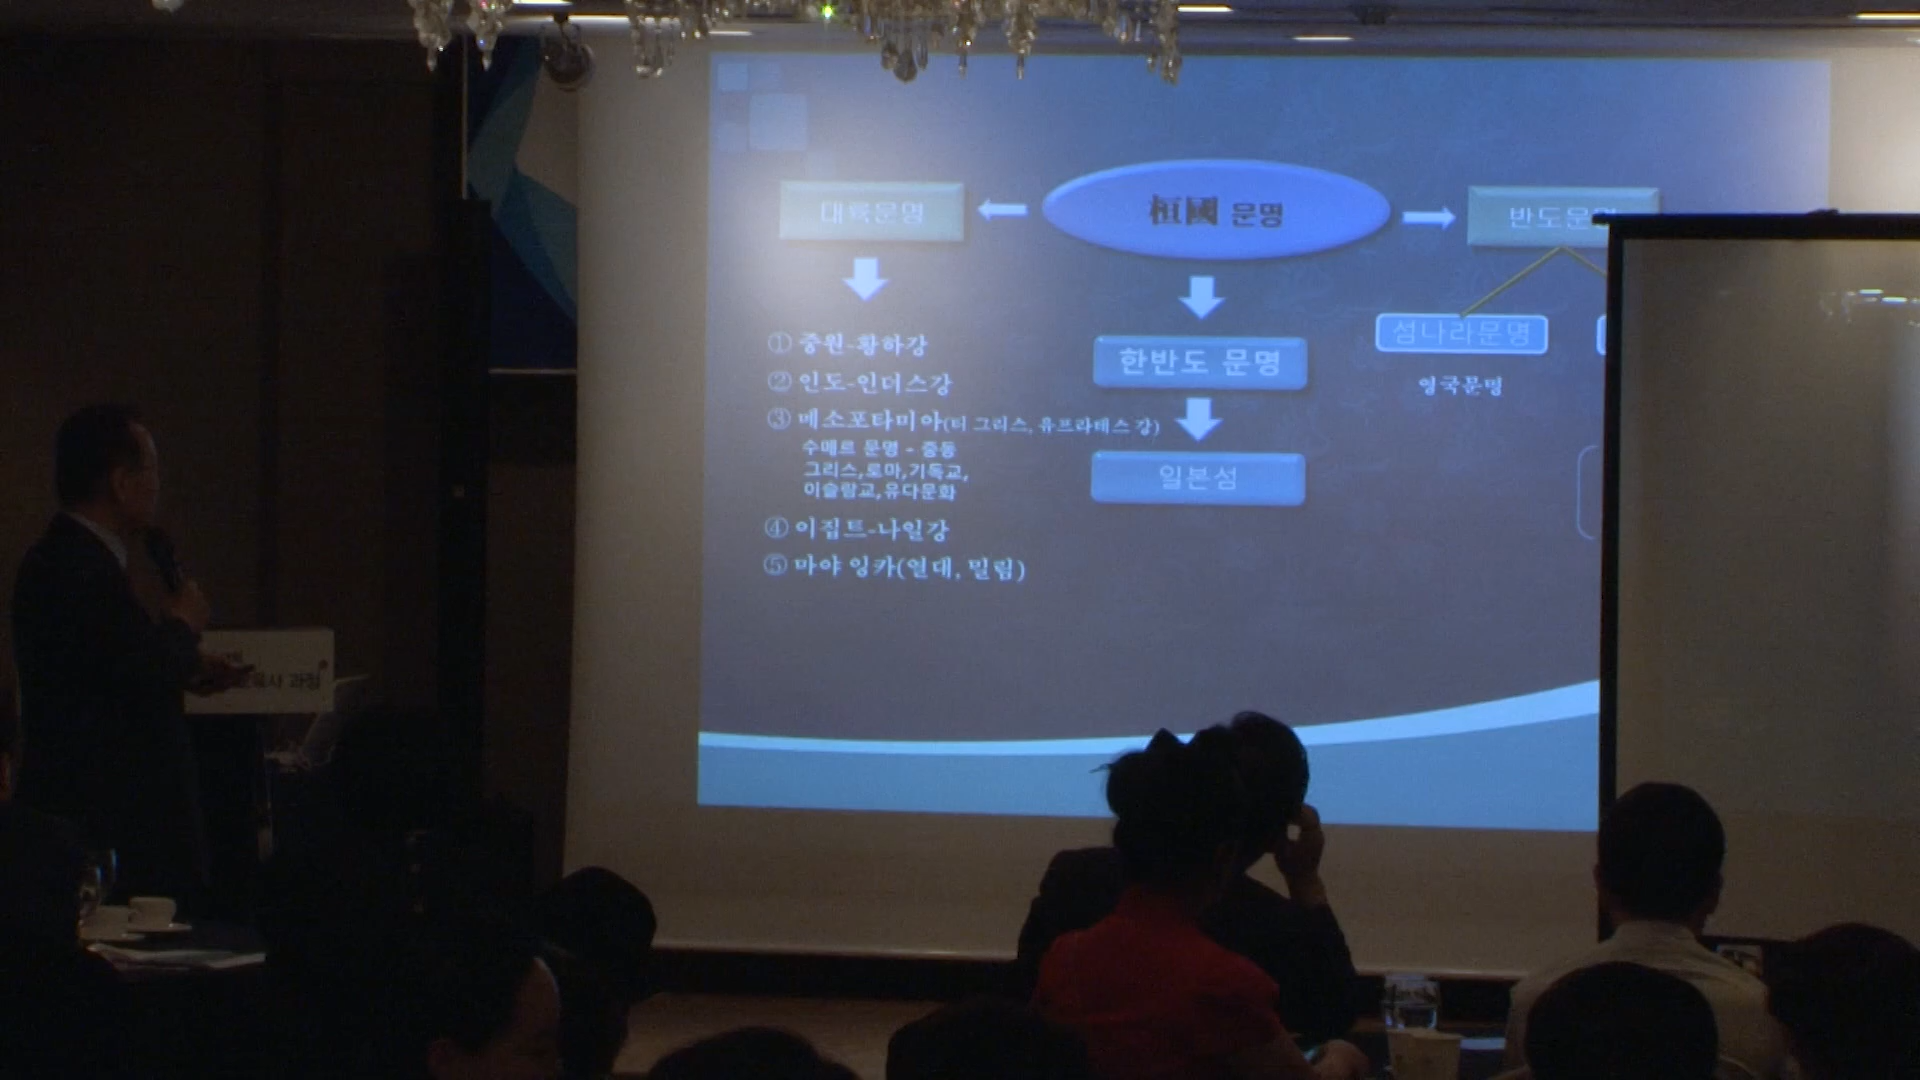 대륙문명
桓國 문명
반도문명
① 중원-황하강
② 인도-인더스강
③ 메소포타미아(티 그리스, 유프라테스 강)
수메르 문명 - 중동
그리스,로마,기독교,
이슬람교,유다문화
④ 이집트-나일강
⑤ 마야 잉카(열대, 밀림)
한반도 문명
일본섬
섬나라문명
영국문명
과정